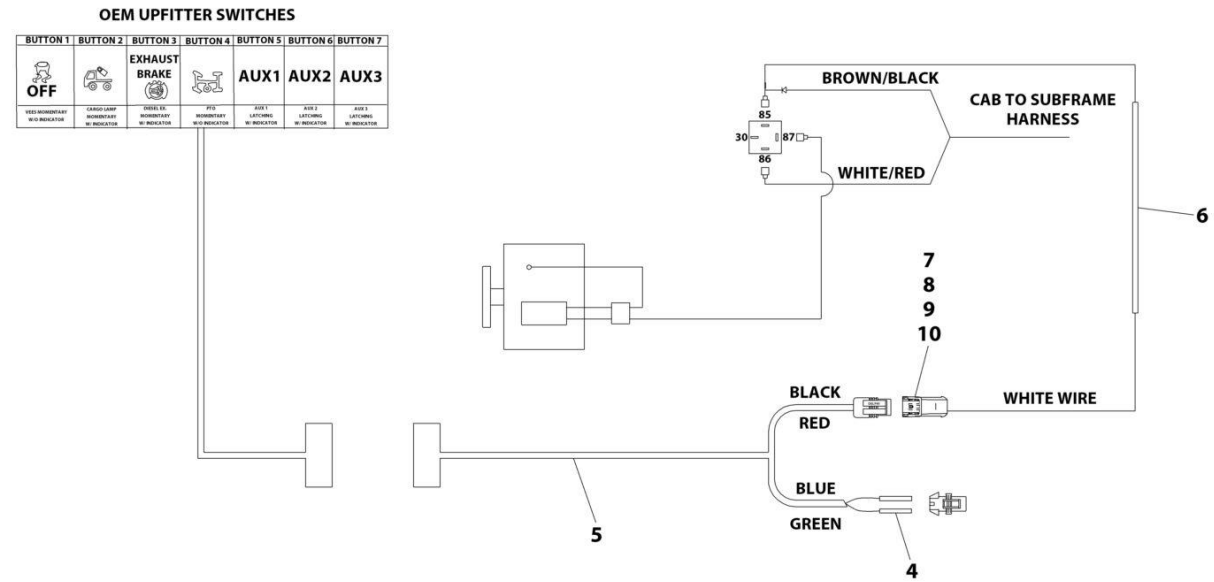 OEM UPFITTER SWITCHES
BUTTON 1 BUTTON 2 BUTTON 3 BUTTON 4 BUTTON 5 BUTTON 6 BUTTON 7
OFF
EXHAUST
BRAKE
AUX1 AUX2 AUX3
VEES MOMENTARY
W/O INDICATOR
CARGO LAMP
MOMENTARY
W/ INDICATOR
DIESEL EX.
MOMENTARY
W/ INDICATOR
PTO
MOMENTARY
W/O INDICATOR
AUX 1
LATCHING
W/ INDICATOR
AUX 2
LATCHING
W/ INDICATOR
AUX 3
LATCHING
W/ INDICATOR
BROWN/BLACK
CAB TO SUBFRAME
HARNESS
85
30
87
86
WHITE/RED
6
7
8
9
10
BLACK
RED
WHITE WIRE
BLUE
GREEN
5
4